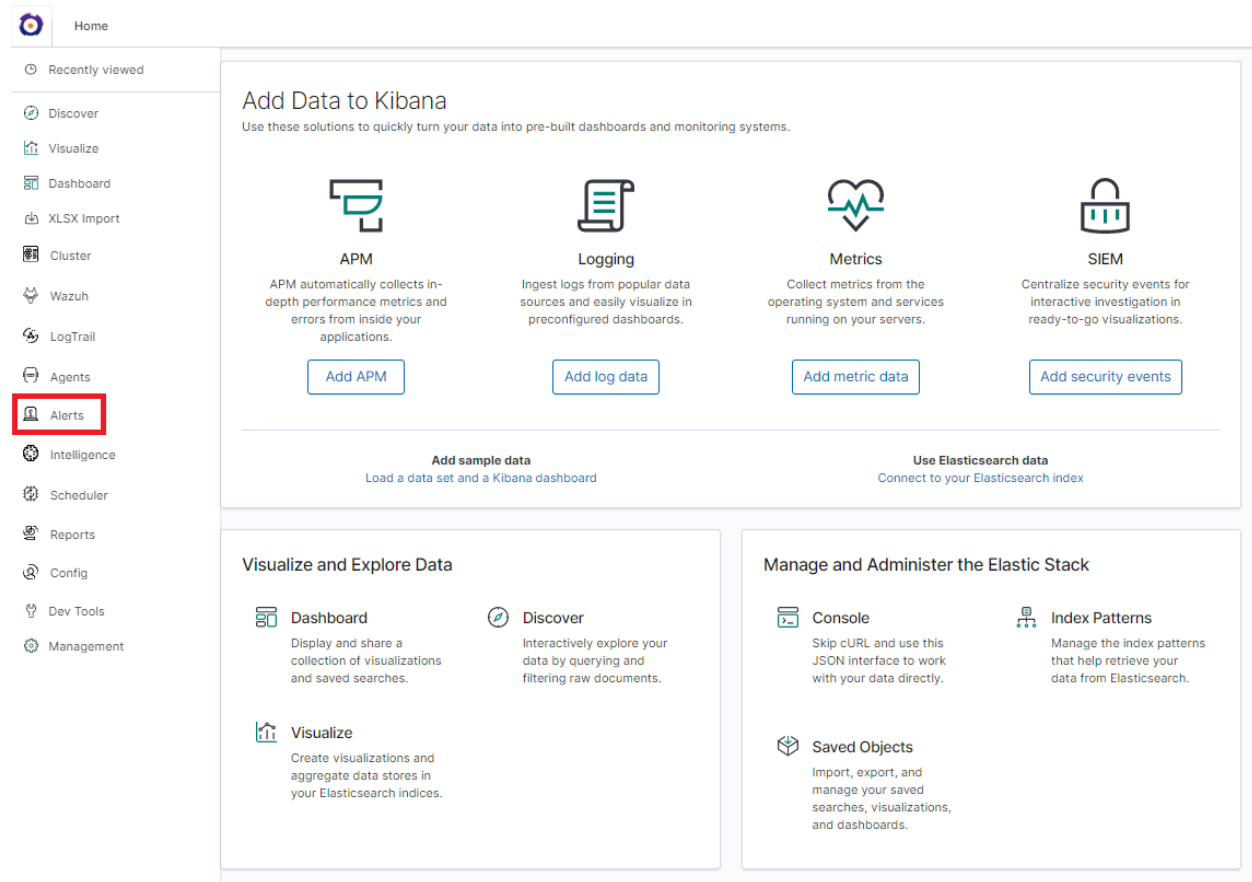 Home
Recently viewed
Discover
Visualize
Dashboard
XLSX Import
Cluster
Wazuh
LogTrail
Agents
Alerts
Intelligence
Scheduler
Reports
Config
Dev Tools
Management
Add Data to Kibana
Use these solutions to quickly turn your data into pre-built dashboards and monitoring systems.
APM
APM automatically collects in-
depth performance metrics and
errors from inside your
applications.
Add APM
Logging
Ingest logs from popular data
sources and easily visualize in
preconfigured dashboards.
Add log data
Metrics
Collect metrics from the
operating system and services
running on your servers.
Add metric data
SIEM
Centralize security events for
interactive investigation in
ready-to-go visualizations.
Add security events
Add sample data
Load a data set and a Kibana dashboard
Use Elasticsearch data
Connect to your Elasticsearch index
Visualize and Explore Data
Dashboard
Display and share a
collection of visualizations
and saved searches.
Discover
Interactively explore your
data by querying and
filtering raw documents.
Visualize
Create visualizations and
aggregate data stores in
your Elasticsearch indices.
Manage and Administer the Elastic Stack
Console
Skip cURL and use this
JSON interface to work
with your data directly.
Index Patterns
Manage the index patterns
that help retrieve your
data from Elasticsearch.
Saved Objects
Import, export, and
manage your saved
searches, visualizations,
and dashboards.